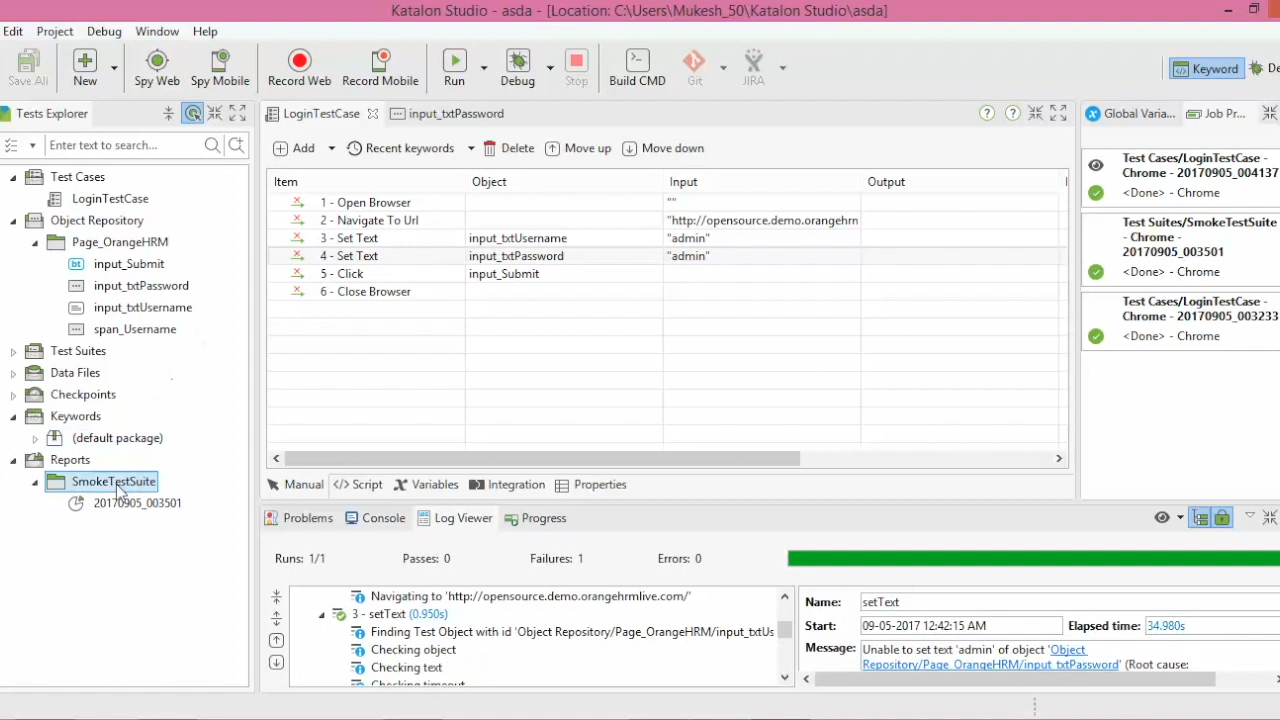 Katalon Studio - asda - [Location: C:\Users\Mukesh_50\Katalon Studio\asda]
Edit Project Debug Window Help
Save All New Spy Web Spy Mobile Record Web Record Mobile Run Debug Stop Build CMD Git JIRA Keyword De
Tests Explorer
Enter text to search...
Test Cases
LoginTestCase
Object Repository
Page_OrangeHRM
bt input_Submit
input_txtPassword
input_txtUsername
span_Username
Test Suites
Data Files
Checkpoints
Keywords
(default package)
Reports
SmokeTestSuite
20170905_003501
LoginTestCase input_txtPassword
Add Recent keywords Delete Move up Move down
Item Object Input Output
1 - Open Browser ""
2 - Navigate To Url "http://opensource.demo.orangehrn
3 - Set Text input_txtUsername "admin"
4 - Set Text input_txtPassword "admin"
5 - Click input_Submit
6 - Close Browser
Manual </> Script Variables Integration Properties
Global Varia... Job Pr...
Test Cases/LoginTestCase -
Chrome - 20170905_004137
<Done> - Chrome
Test Suites/SmokeTestSuite
- Chrome -
20170905_003501
<Done> - Chrome
Test Cases/LoginTestCase -
Chrome - 20170905_003233
<Done> - Chrome
Problems Console Log Viewer Progress
Runs: 1/1 Passes: 0 Failures: 1 Errors: 0
Navigating to 'http://opensource.demo.orangehrmlive.com/'
3 - setText (0.950s)
Finding Test Object with id 'Object Repository/Page_OrangeHRM/input_txtUs
Checking object
Checking text
Checking timeout
Name: setText
Start: 09-05-2017 12:42:15 AM Elapsed time: 34.980s
Message: Unable to set text 'admin' of object 'Object
Repository/Page_OrangeHRM/input_txtPassword' (Root cause: